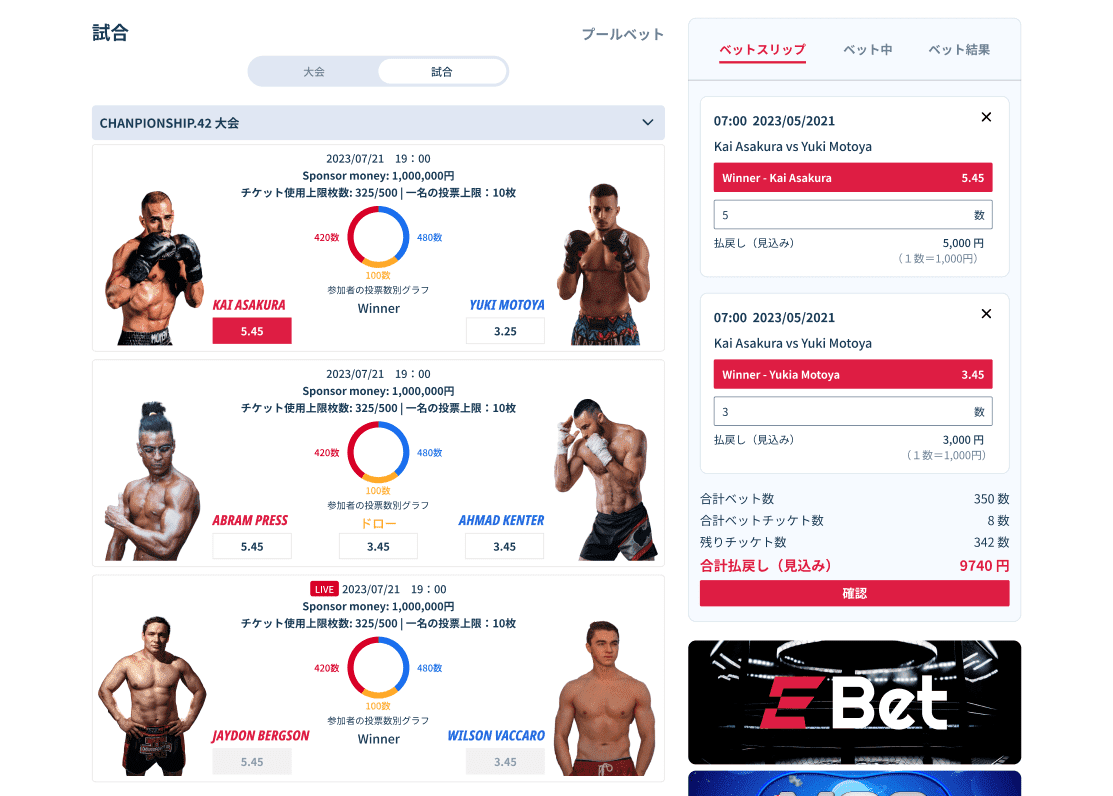 試合
プールベット
大会
試合
CHANPIONSHIP.42 大会
2023/07/21 19：00
Sponsor money: 1,000,000円
チケット使用上限枚数: 325/500 | 一名の投票上限：10枚
420数
480数
100数
参加者の投票数別グラフ
KAI ASAKURA
Winner
YUKI MOTOYA
5.45
3.25
2023/07/21 19：00
Sponsor money: 1,000,000円
チケット使用上限枚数: 325/500 | 一名の投票上限：10枚
420数
480数
100数
参加者の投票数別グラフ
ABRAM PRESS
ドロー
AHMAD KENTER
5.45
3.45
3.45
LIVE 2023/07/21 19：00
Sponsor money: 1,000,000円
チケット使用上限枚数: 325/500 | 一名の投票上限：10枚
420数
480数
100数
参加者の投票数別グラフ
JAYDON BERGSON
Winner
WILSON VACCARO
5.45
3.45
ベットスリップ
ベット中
ベット結果
07:00 2023/05/2021
Kai Asakura vs Yuki Motoya
Winner - Kai Asakura 5.45
5 数
払戻し（見込み） 5,000 円
（１数＝1,000円）
07:00 2023/05/2021
Kai Asakura vs Yuki Motoya
Winner - Yukia Motoya 3.45
3 数
払戻し（見込み） 3,000 円
（１数＝1,000円）
合計ベット数 350 数
合計ベットチッケト数 8 数
残りチッケト数 342 数
合計払戻し（見込み） 9740 円
確認
EBet